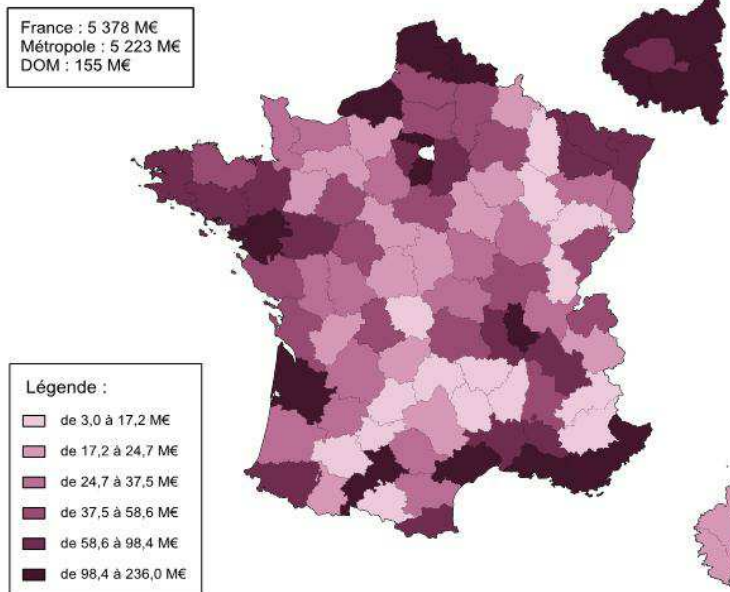 France : 5 378 M€
Métropole : 5 223 M€
DOM : 155 M€
Légende :
de 3,0 à 17,2 M€
de 17,2 à 24,7 M€
de 24,7 à 37,5 M€
de 37,5 à 58,6 M€
de 58,6 à 98,4 M€
de 98,4 à 236,0 M€